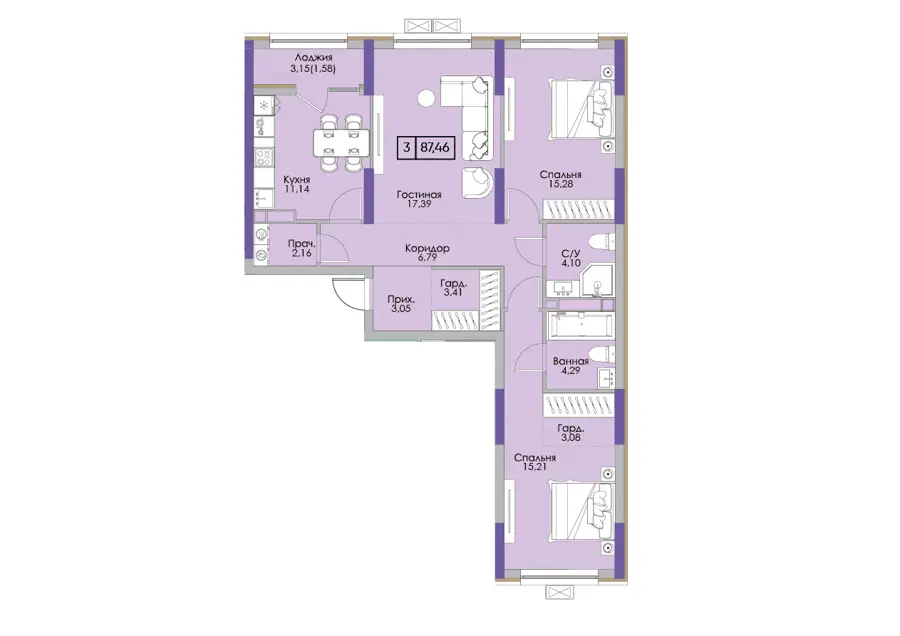 Лоджия
3,15(1,58)
3 87,46
Кухня
11,14
Гостиная
17,39
Спальня
15,28
Прач.
2,16
Коридор
6,79
С/У
4,10
Гард.
3,41
Прих.
3,05
Ванная
4,29
Гард.
3,08
Спальня
15,21